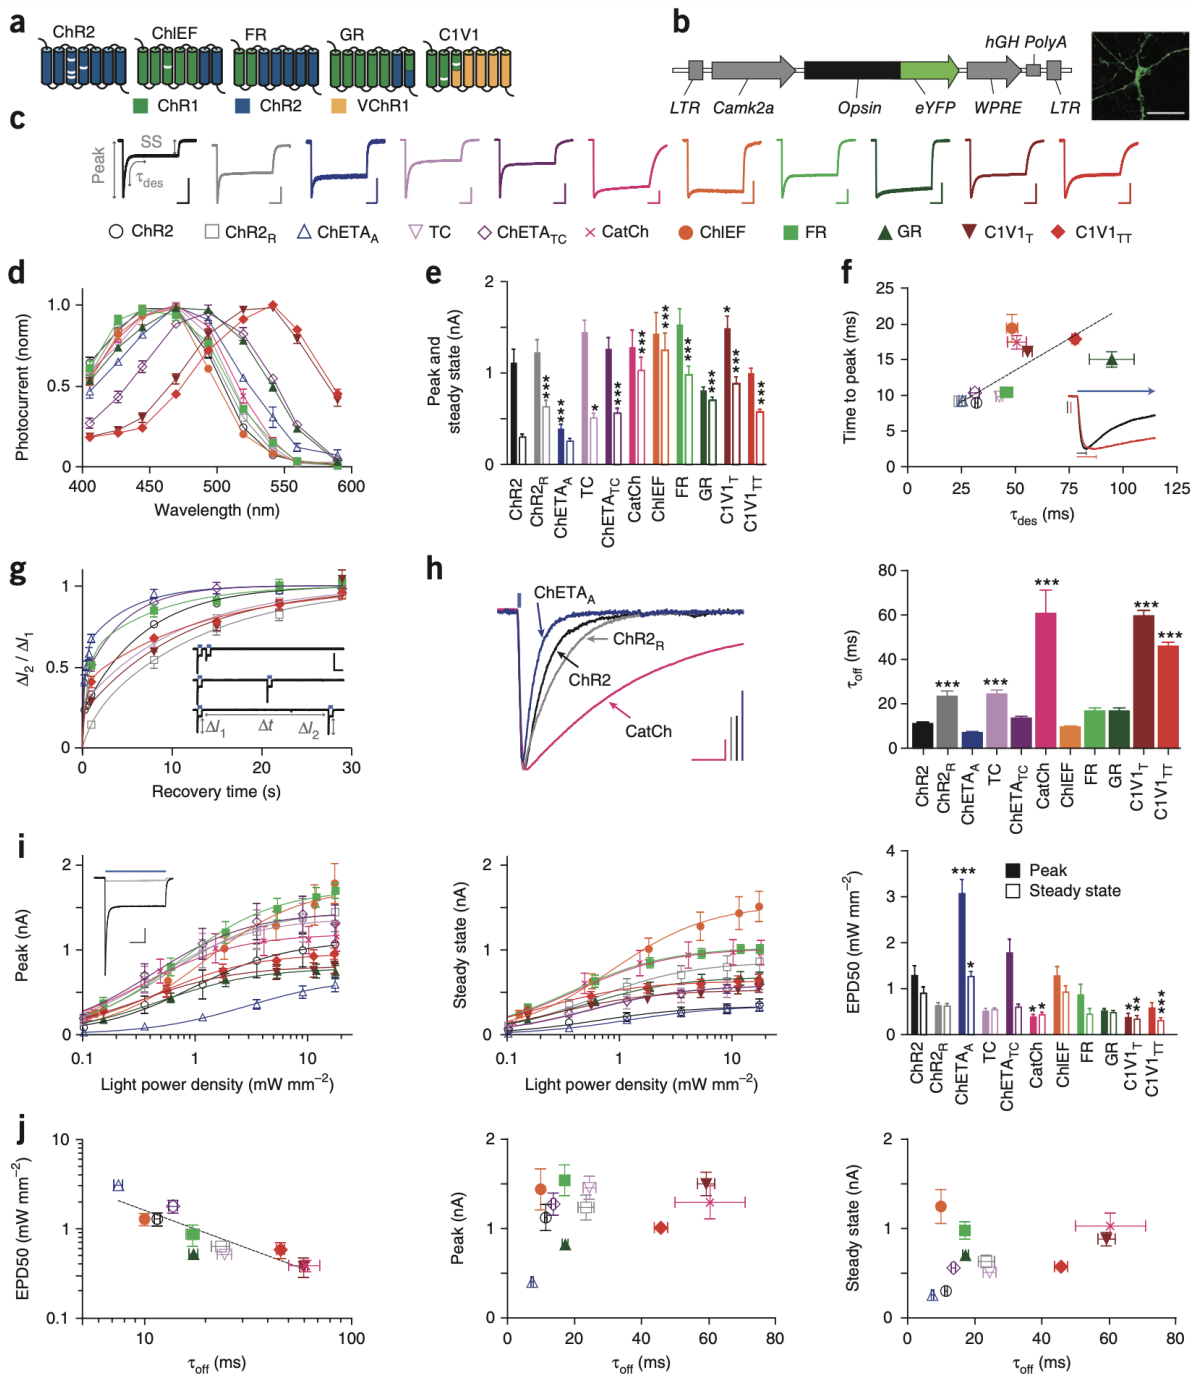 a
ChR2 ChIEF FR GR C1V1
ChR1 ChR2 VChR1
b
hGH PolyA
LTR Camk2a Opsin eYFP WPRE LTR
c
Peak SS τdes
ChR2 ChR2R ChETAA TC ChETATC CatCh ChIEF FR GR C1V1T C1V1TT
d
Photocurrent (norm)
1.0
0.5
0
400 450 500 550 600
Wavelength (nm)
e
Peak and
steady state (nA)
2
1
0
*** *** * *** *** *** *** *** * *** ***
ChR2 ChR2R ChETAA TC ChETATC CatCh ChIEF FR GR C1V1T C1V1TT
f
Time to peak (ms)
25
20
15
10
5
0
0 25 50 75 100 125
τdes (ms)
g
ΔI2 / ΔI1
1
0.5
0
ΔI1 Δt ΔI2
0 10 20 30
Recovery time (s)
h
ChETAA
ChR2R
ChR2
CatCh
τoff (ms)
80
60
40
20
0
*** *** *** *** ***
ChR2 ChR2R ChETAA TC ChETATC CatCh ChIEF FR GR C1V1T C1V1TT
i
Peak (nA)
2
1
0
0.1 1 10
Light power density (mW mm−2)
Steady state (nA)
2
1
0
0.1 1 10
Light power density (mW mm−2)
EPD50 (mW mm−2)
4
3
2
1
0
Peak
Steady state
*** * * * * ** ***
ChR2 ChR2R ChETAA TC ChETATC CatCh ChIEF FR GR C1V1T C1V1TT
j
EPD50 (mW mm−2)
10
1
0.1
10 100
τoff (ms)
Peak (nA)
2
1
0
0 20 40 60 80
τoff (ms)
Steady state (nA)
2
1
0
0 20 40 60 80
τoff (ms)